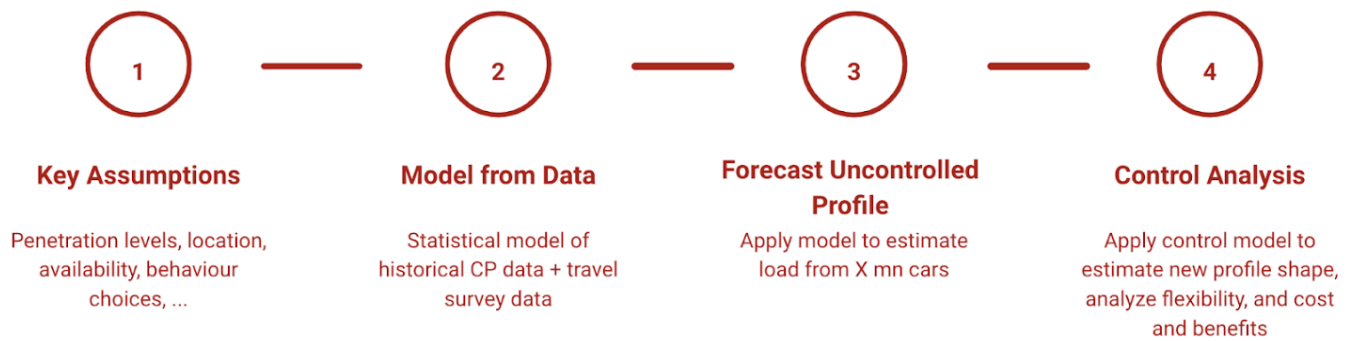 1
2
3
4
Key Assumptions
Penetration levels, location,
availability, behaviour
choices, ...
Model from Data
Statistical model of
historical CP data + travel
survey data
Forecast Uncontrolled
Profile
Apply model to estimate
load from X mn cars
Control Analysis
Apply control model to
estimate new profile shape,
analyze flexibility, and cost
and benefits